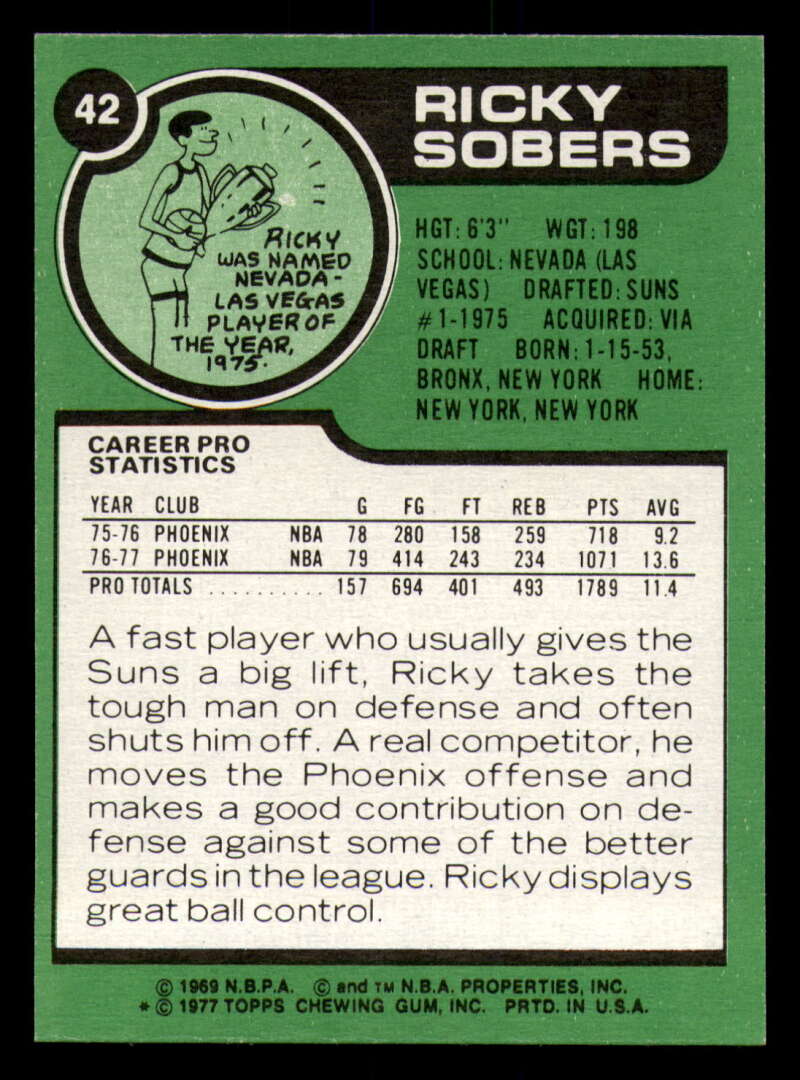 42
RICKY
SOBERS
RICKY
WAS NAMED
NEVADA-
LAS VEGAS
PLAYER OF
THE YEAR,
1975.
HGT: 6'3" WGT: 198
SCHOOL: NEVADA (LAS
VEGAS) DRAFTED: SUNS
#1-1975 ACQUIRED: VIA
DRAFT BORN: 1-15-53,
BRONX, NEW YORK HOME:
NEW YORK, NEW YORK
CAREER PRO
STATISTICS
YEAR CLUB G FG FT REB PTS AVG
75-76 PHOENIX NBA 78 280 158 259 718 9.2
76-77 PHOENIX NBA 79 414 243 234 1071 13.6
PRO TOTALS .......... 157 694 401 493 1789 11.4
A fast player who usually gives the
Suns a big lift, Ricky takes the
tough man on defense and often
shuts him off. A real competitor, he
moves the Phoenix offense and
makes a good contribution on de-
fense against some of the better
guards in the league. Ricky displays
great ball control.
© 1969 N.B.P.A. © and TM N.B.A. PROPERTIES, INC.
* © 1977 TOPPS CHEWING GUM, INC. PRTD. IN U.S.A.